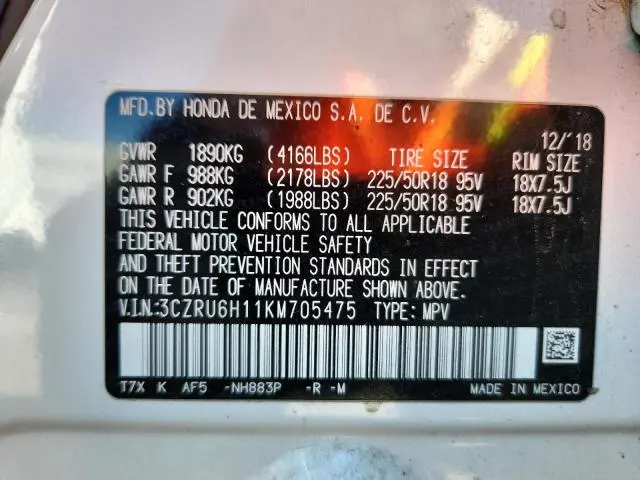 MFD.BY HONDA DE MEXICO S.A. DE C.V.
12/'18
GVWR 1890KG (4166LBS) TIRE SIZE RIM SIZE
GAWR F 988KG (2178LBS) 225/50R18 95V 18X7.5J
GAWR R 902KG (1988LBS) 225/50R18 95V 18X7.5J
THIS VEHICLE CONFORMS TO ALL APPLICABLE
FEDERAL MOTOR VEHICLE SAFETY
AND THEFT PREVENTION STANDARDS IN EFFECT
ON THE DATE OF MANUFACTURE SHOWN ABOVE.
V.I.N:3CZRU6H11KM705475 TYPE: MPV
T7X K AF5 -NH883P -R -M MADE IN MEXICO